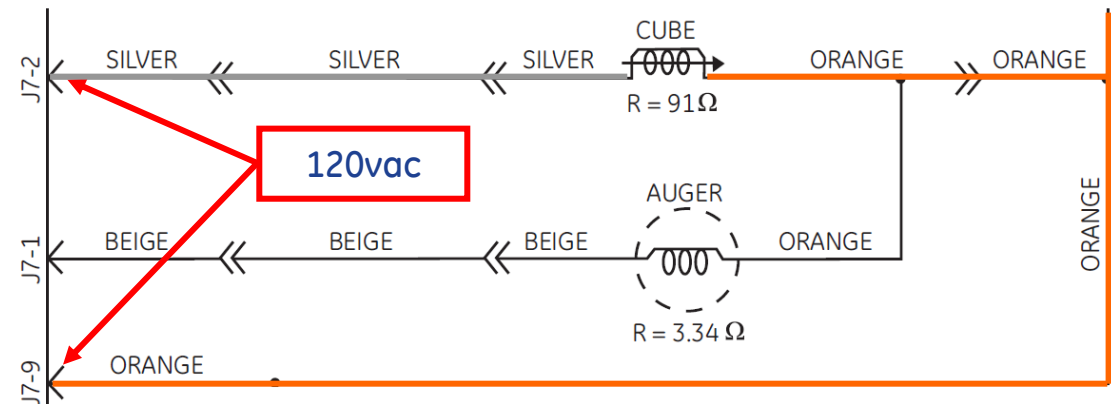 CUBE
J7-2
SILVER
SILVER
SILVER
ORANGE
ORANGE
R = 91Ω
120vac
AUGER
J7-1
BEIGE
BEIGE
BEIGE
ORANGE
ORANGE
R = 3.34 Ω
J7-9
ORANGE